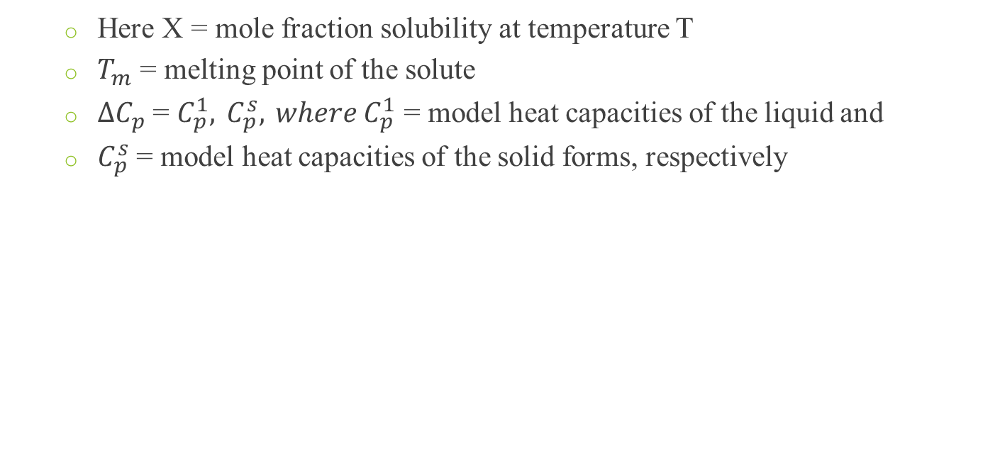 ○ Here X = mole fraction solubility at temperature T
○ $T_m$ = melting point of the solute
○ $\Delta C_p = C_p^1, C_p^s, where\ C_p^1$ = model heat capacities of the liquid and
○ $C_p^s$ = model heat capacities of the solid forms, respectively